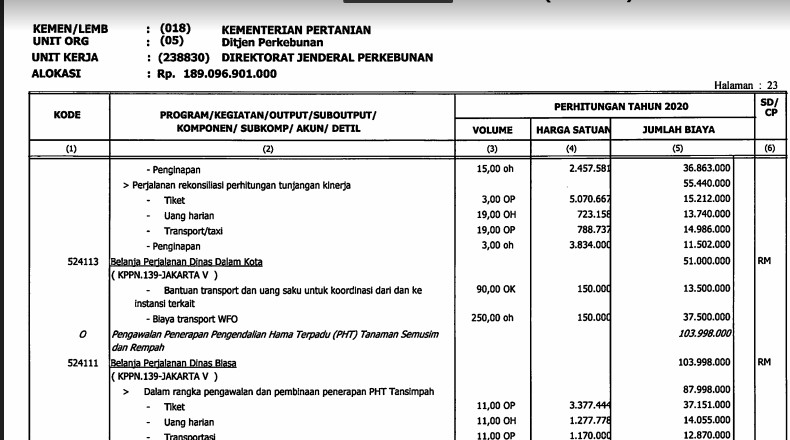 KEMEN/LEMB : (018) KEMENTERIAN PERTANIAN
UNIT ORG : (05) Ditjen Perkebunan
UNIT KERJA : (238830) DIREKTORAT JENDERAL PERKEBUNAN
ALOKASI : Rp. 189.096.901.000
Halaman : 23
KODE PROGRAM/KEGIATAN/OUTPUT/SUBOUTPUT/ KOMPONEN/ SUBKOMP/ AKUN/ DETIL PERHITUNGAN TAHUN 2020 SD/ CP
VOLUME HARGA SATUAN JUMLAH BIAYA
(1) (2) (3) (4) (5) (6)
- Penginapan 15,00 oh 2.457.581 36.863.000
> Perjalanan rekonsiliasi perhitungan tunjangan kinerja 55.440.000
- Tiket 3,00 OP 5.070.667 15.212.000
- Uang harian 19,00 OH 723.158 13.740.000
- Transport/taxi 19,00 OP 788.737 14.986.000
- Penginapan 3,00 oh 3.834.000 11.502.000
524113 Belanja Perjalanan Dinas Dalam Kota 51.000.000 RM
( KPPN.139-JAKARTA V )
- Bantuan transport dan uang saku untuk koordinasi dari dan ke 90,00 OK 150.000 13.500.000
instansi terkait
- Biaya transport WFO 250,00 oh 150.000 37.500.000
O Pengawalan Penerapan Pengendalian Hama Terpadu (PHT) Tanaman Semusim 103.998.000
dan Rempah
524111 Belanja Perjalanan Dinas Biasa 103.998.000 RM
( KPPN.139-JAKARTA V )
> Dalam rangka pengawalan dan pembinaan penerapan PHT Tansimpah 87.998.000
- Tiket 11,00 OP 3.377.444 37.151.000
- Uang harian 11,00 OH 1.277.778 14.055.000
- Transportasi 11,00 OP 1.170.000 12.870.000